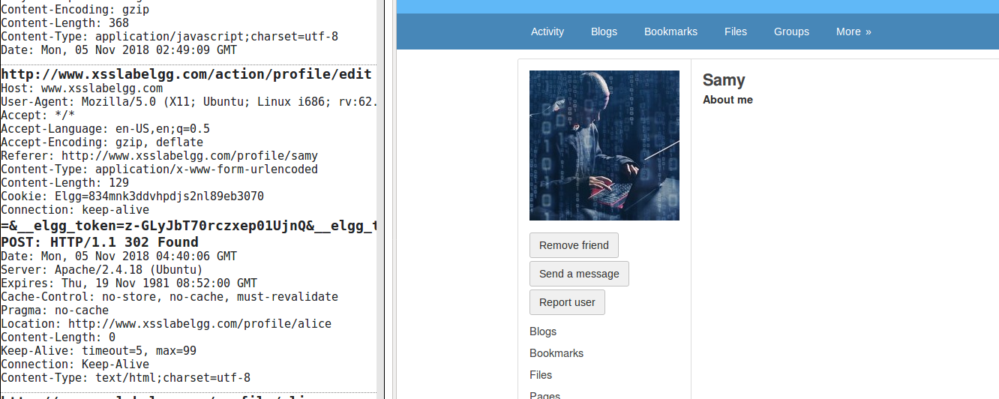 Content-Encoding: gzip
Content-Length: 368
Content-Type: application/javascript;charset=utf-8
Date: Mon, 05 Nov 2018 02:49:09 GMT
http://www.xsslabelgg.com/action/profile/edit
Host: www.xsslabelgg.com
User-Agent: Mozilla/5.0 (X11; Ubuntu; Linux i686; rv:62.
Accept: */*
Accept-Language: en-US,en;q=0.5
Accept-Encoding: gzip, deflate
Referer: http://www.xsslabelgg.com/profile/samy
Content-Type: application/x-www-form-urlencoded
Content-Length: 129
Cookie: Elgg=834mnk3ddvhpdjs2nl89eb3070
Connection: keep-alive
=&__elgg_token=z-GLyJbT70rczxep01UjnQ&__elgg_t
POST: HTTP/1.1 302 Found
Date: Mon, 05 Nov 2018 04:40:06 GMT
Server: Apache/2.4.18 (Ubuntu)
Expires: Thu, 19 Nov 1981 08:52:00 GMT
Cache-Control: no-store, no-cache, must-revalidate
Pragma: no-cache
Location: http://www.xsslabelgg.com/profile/alice
Content-Length: 0
Keep-Alive: timeout=5, max=99
Connection: Keep-Alive
Content-Type: text/html;charset=utf-8
Activity Blogs Bookmarks Files Groups More »
Samy
About me
Remove friend
Send a message
Report user
Blogs
Bookmarks
Files
Pages